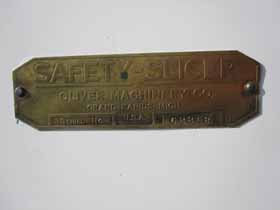 SAFETY-SLICER
OLIVER MACHINERY CO.
GRAND RAPIDS MICH.
U.S.A.